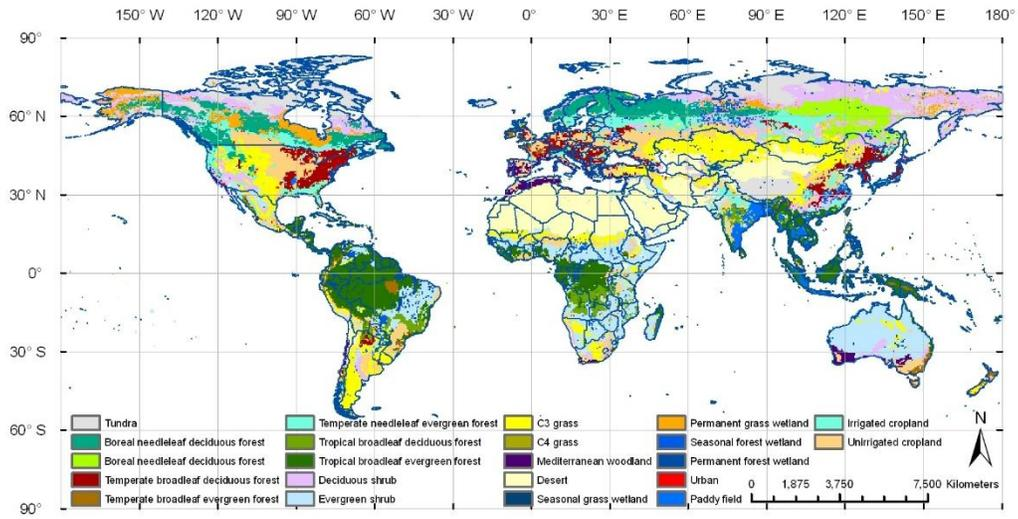 150° W 120° W 90° W 60° W 30° W 0° 30° E 60° E 90° E 120° E 150° E 180°
90°
60° N
30° N
0°
30° S
60° S
90°
Tundra
Boreal needleleaf deciduous forest
Boreal needleleaf deciduous forest
Temperate broadleaf deciduous forest
Temperate broadleaf evergreen forest
Temperate needleleaf evergreen forest
Tropical broadleaf deciduous forest
Tropical broadleaf evergreen forest
Deciduous shrub
Evergreen shrub
C3 grass
C4 grass
Mediterranean woodland
Desert
Seasonal grass wetland
Permanent grass wetland
Seasonal forest wetland
Permanent forest wetland
Urban
Paddy field
Irrigated cropland
Unirrigated cropland
N
0 1,875 3,750 7,500 Kilometers